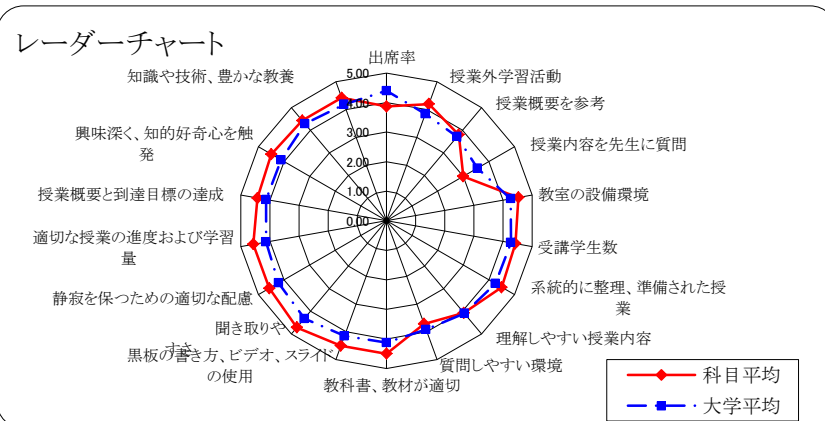 レーダーチャート
出席率
授業外学習活動
授業概要を参考
授業内容を先生に質問
教室の設備環境
受講学生数
系統的に整理、準備された授
業
理解しやすい授業内容
質問しやすい環境
教科書、教材が適切
黒板の書き方、ビデオ、スライド
の使用
聞き取りや
すさ
静寂を保つための適切な配慮
適切な授業の進度および学習
量
授業概要と到達目標の達成
興味深く、知的好奇心を触
発
知識や技術、豊かな教養
5.00
4.00
3.00
2.00
1.00
0.00
科目平均
大学平均